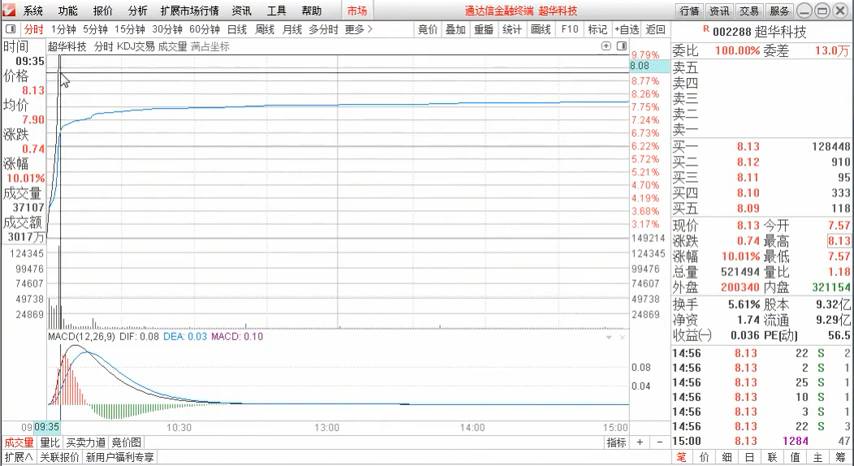 系统 功能 报价 分析 扩展市场行情 资讯 工具 帮助 市场 通达信金融终端 超华科技 行情 资讯 交易 服务
分时 1分钟 5分钟 15分钟 30分钟 60分钟 日线 周线 月线 多分时 更多 竞价 叠加 重播 统计 画线 F10 标记 +自选 返回
R 002288 超华科技
时间
09:35
价格
8.13
均价
7.90
涨跌
0.74
涨幅
10.01%
成交量
37107
成交额
3017万
超华科技 分时 KDJ交易 成交量 满占坐标
9.79%
8.08
8.77%
8.26%
7.75%
7.24%
6.73%
6.22%
5.72%
5.21%
4.70%
4.19%
3.68%
3.17%
149214
124345 124345
99476 99476
74607 74607
49738 49738
24869 24869
MACD(12,26,9) DIF: 0.08 DEA: 0.03 MACD: 0.10
0.08
0.04
09:35 10:30 13:00 14:00 15:00
成交量 量比 买卖力道 竞价图 指标 + -
扩展∧ 关联报价 新用户福利专享
委比 100.00% 委差 13.0万
卖五
卖四
卖三
卖二
卖一
买一 8.13 128448
买二 8.12 910
买三 8.11 95
买四 8.10 333
买五 8.09 118
现价 8.13 今开 7.57
涨跌 0.74 最高 8.13
涨幅 10.01% 最低 7.57
总量 521494 量比 1.18
外盘 200340 内盘 321154
换手 5.61% 股本 9.32亿
净资 1.74 流通 9.29亿
收益(一) 0.036 PE(动) 56.5
14:56 8.13 22 S 2
14:56 8.13 2 S 1
14:56 8.13 25 S 1
14:56 8.13 10 S 1
14:56 8.13 3 S 1
14:56 8.13 22 S 3
15:00 8.13 1284 47
笔 价 细 日 联 值 主 筹